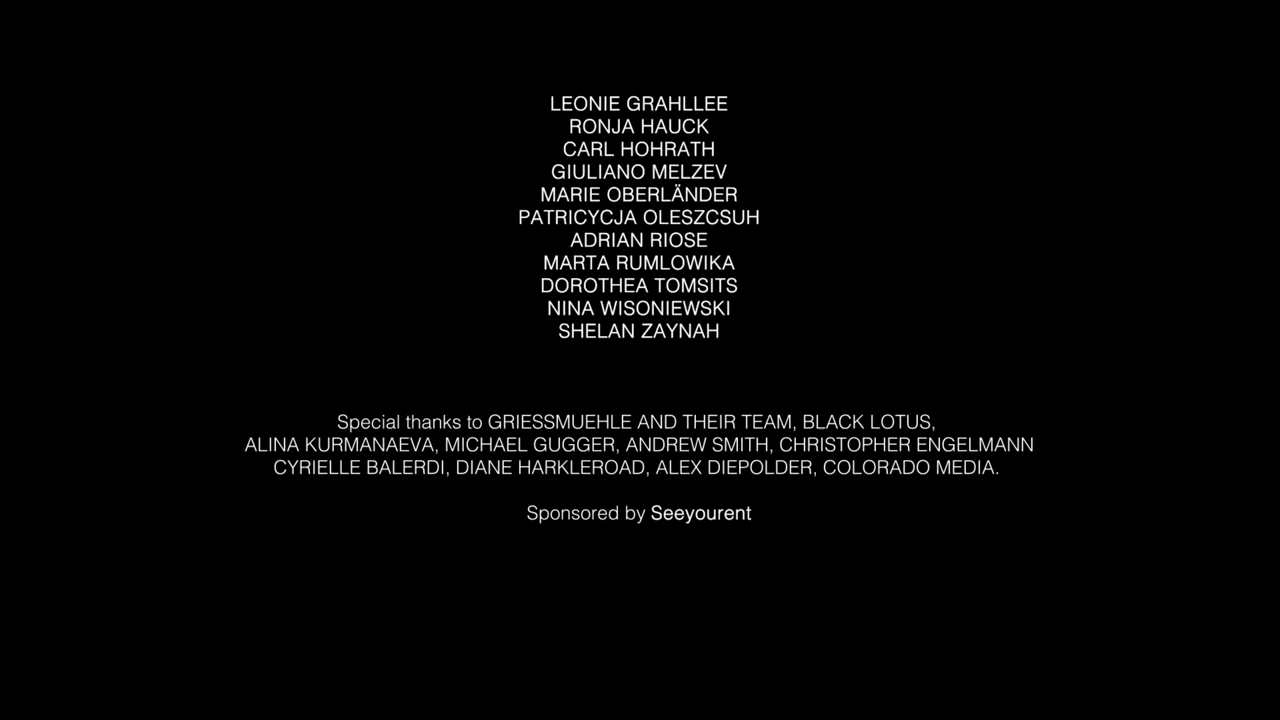 LEONIE GRAHLLEE
RONJA HAUCK
CARL HOHRATH
GIULIANO MELZEV
MARIE OBERLÄNDER
PATRICYCJA OLESZCSUH
ADRIAN RIOSE
MARTA RUMLOWIKA
DOROTHEA TOMSITS
NINA WISONIEWSKI
SHELAN ZAYNAH
Special thanks to GRIESSMUEHLE AND THEIR TEAM, BLACK LOTUS,
ALINA KURMANAEVA, MICHAEL GUGGER, ANDREW SMITH, CHRISTOPHER ENGELMANN
CYRIELLE BALERDI, DIANE HARKLEROAD, ALEX DIEPOLDER, COLORADO MEDIA.
Sponsored by Seeyourent